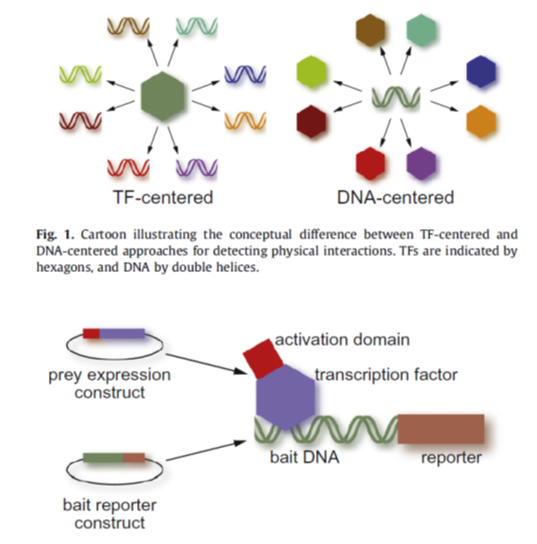 TF-centered
DNA-centered
Fig. 1. Cartoon illustrating the conceptual difference between TF-centered and
DNA-centered approaches for detecting physical interactions. TFs are indicated by
hexagons, and DNA by double helices.
activation domain
prey expression
construct
transcription factor
bait DNA
reporter
bait reporter
construct